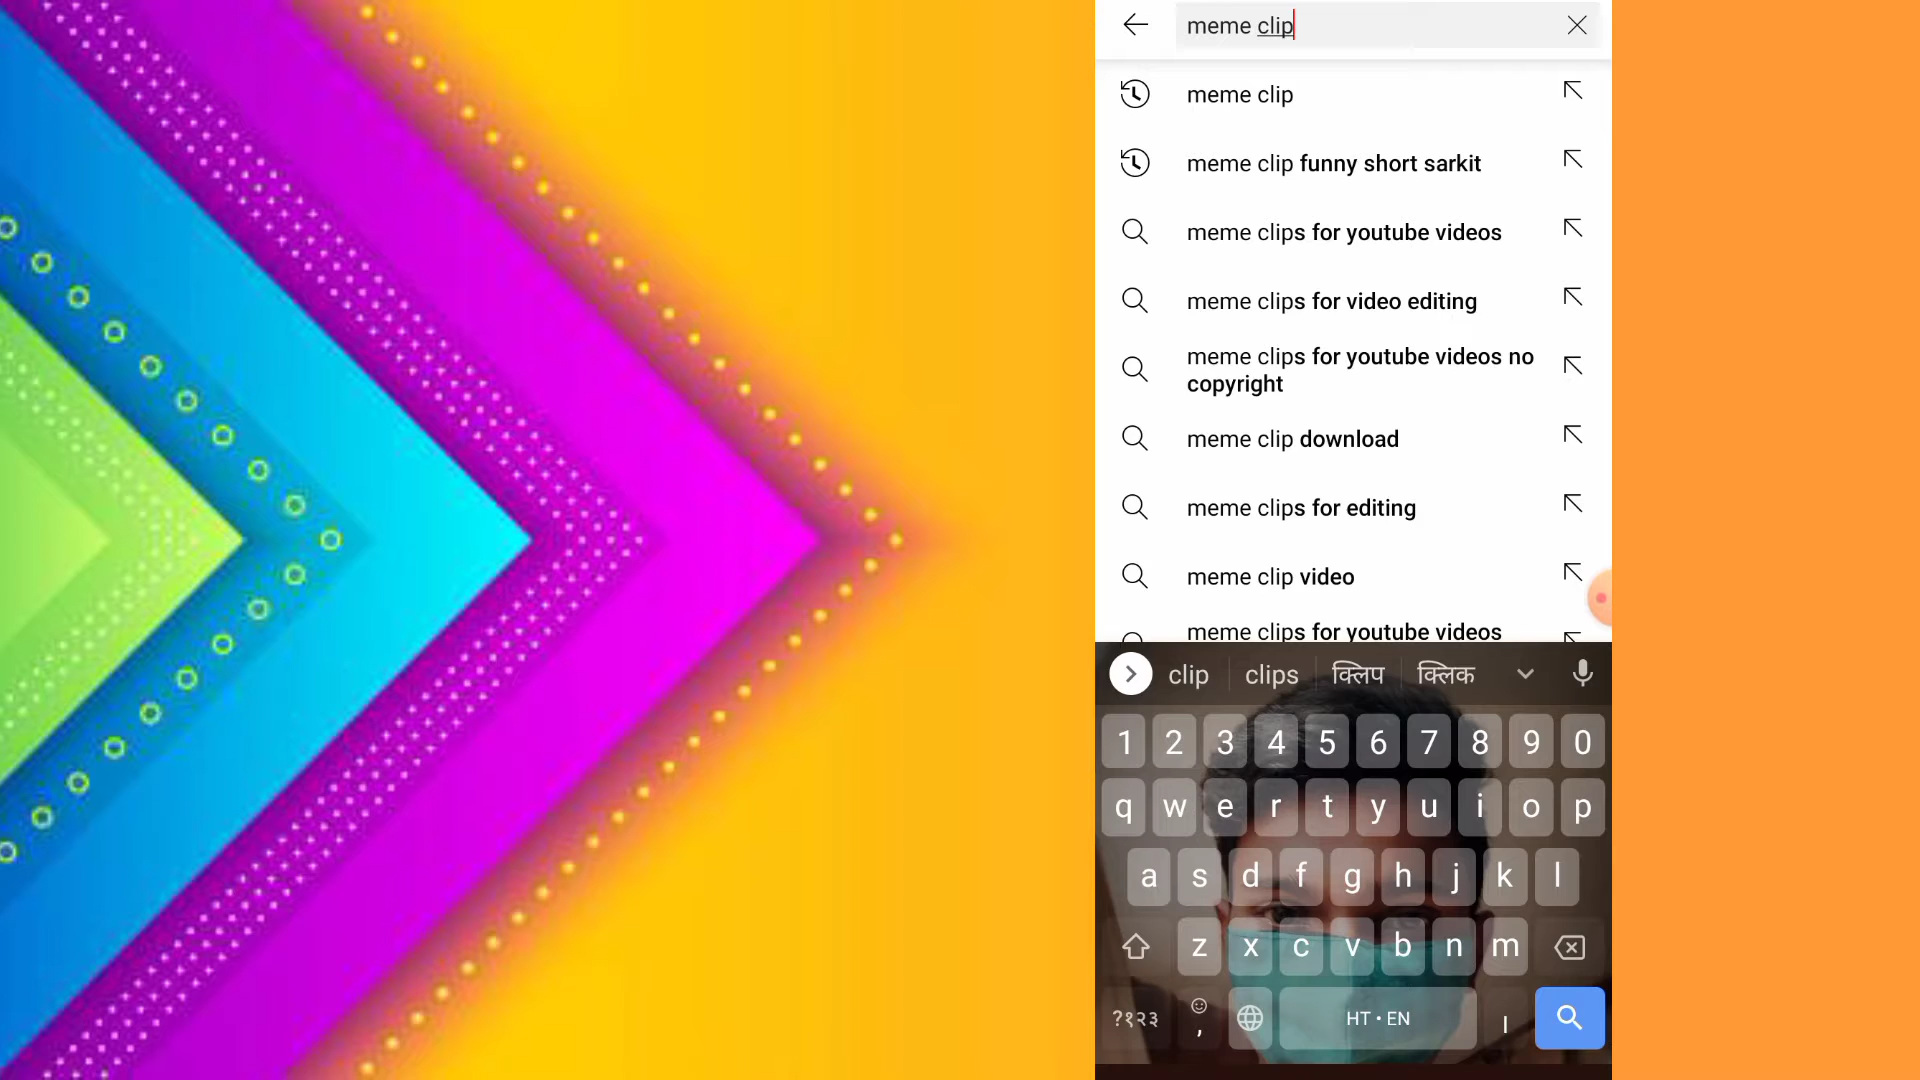 meme clip
meme clip
meme clip funny short sarkit
meme clips for youtube videos
meme clips for video editing
meme clips for youtube videos no
copyright
meme clip download
meme clips for editing
meme clip video
meme clips for youtube videos
clip clips क्लिप क्लिक
1 2 3 4 5 6 7 8 9 0
q w e r t y u i o p
a s d f g h j k l
z x c v b n m
?१२३ , HT • EN ।